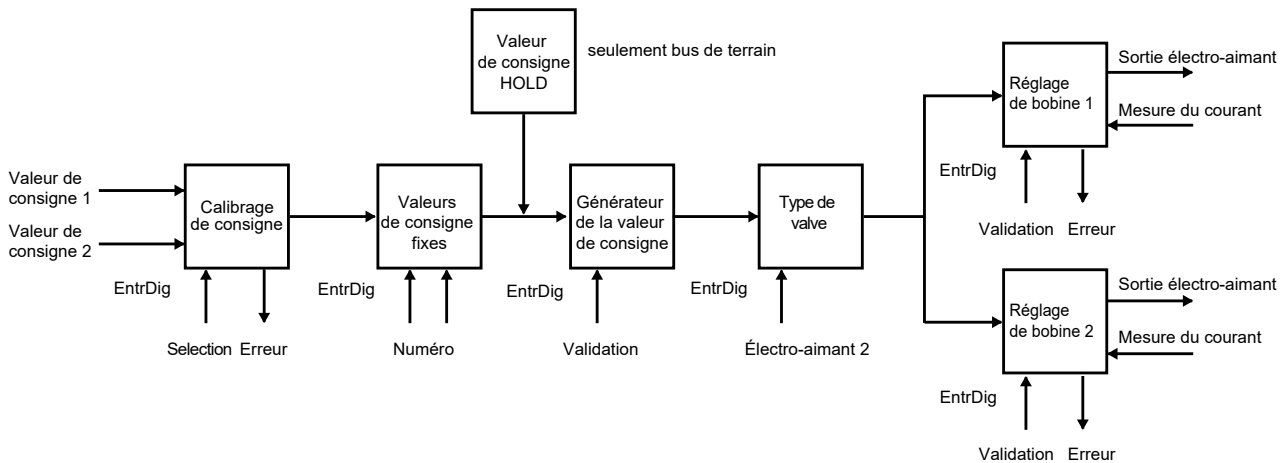 Valeur
de consigne
HOLD
seulement bus de terrain
Valeur de
consigne 1
Valeur de
consigne 2
Calibrage
de consigne
EntrDig
Selection
Erreur
Valeurs
de consigne
fixes
EntrDig
Numéro
Générateur
de la valeur
de consigne
EntrDig
Validation
Type de
valve
EntrDig
Électro-aimant 2
Réglage
de bobine 1
Sortie électro-aimant
Mesure du courant
EntrDig
Validation
Erreur
Réglage
de bobine 2
Sortie électro-aimant
Mesure du courant
EntrDig
Validation
Erreur